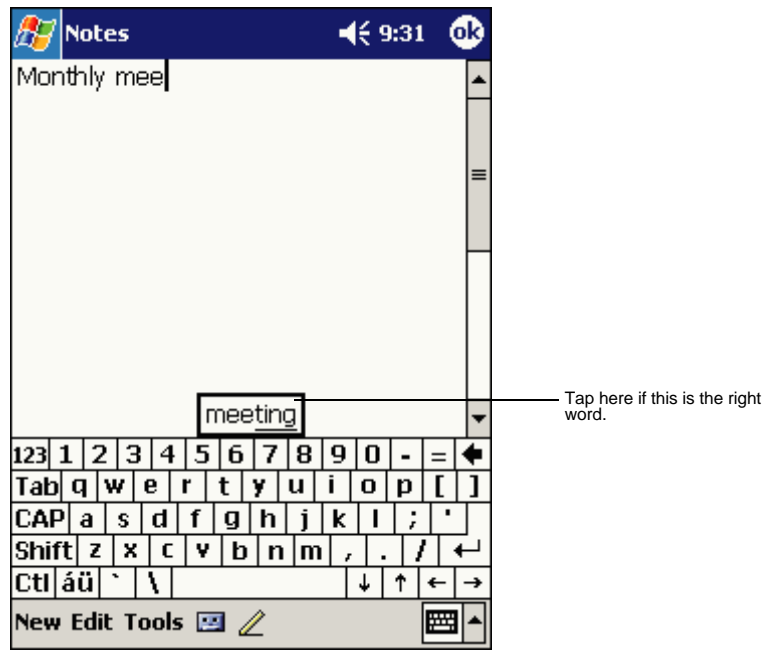 Notes 9:31 ok
Monthly mee
meeting
Tap here if this is the right
word.
123 1 2 3 4 5 6 7 8 9 0 - =
Tab q w e r t y u i o p [ ]
CAP a s d f g h j k l ; '
Shift z x c v b n m , . /
Ctl áü ` \ ↓ ↑ ← →
New Edit Tools